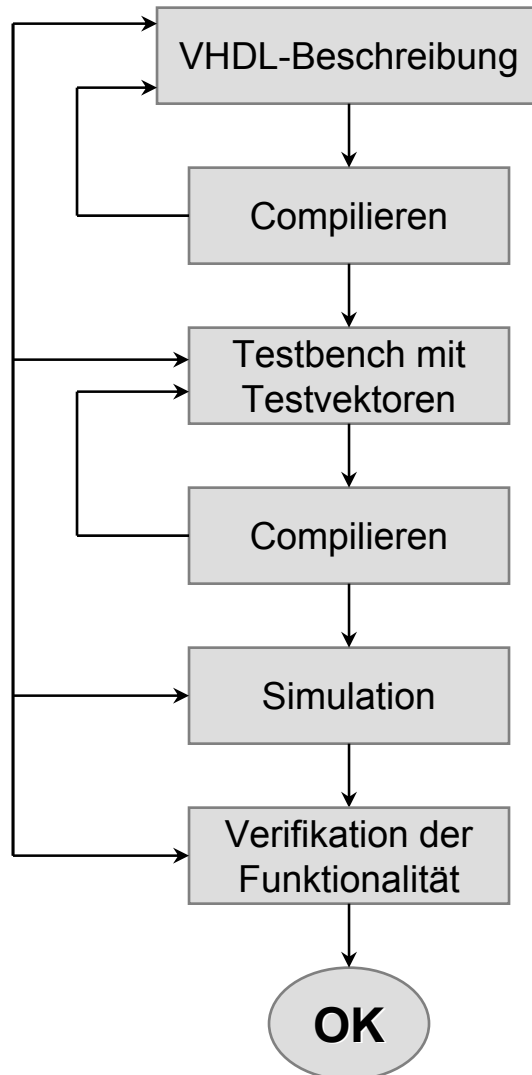 VHDL-Beschreibung
Compilieren
Testbench mit
Testvektoren
Compilieren
Simulation
Verifikation der
Funktionalität
OK